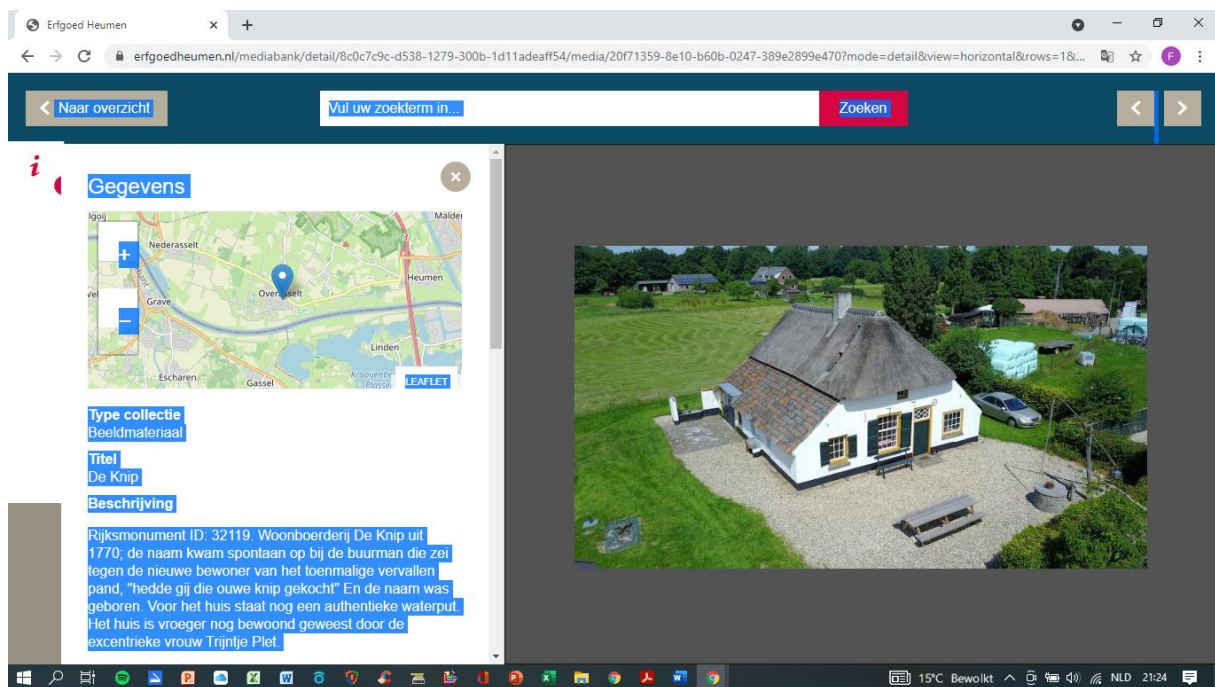 Erfgoed Heumen
erfgoedheumen.nl/mediabank/detail/8c0c7c9c-d538-1279-300b-1d11adeaff54/media/20f71359-8e10-b60b-0247-389e2899e470?mode=detail&view=horizontal&rows=1&...
F
Naar overzicht
Vul uw zoekterm in...
Zoeken
i
Gegevens
Malder
Nederasselt
Heumen
Overasselt
Grave
Linden
Escharen
Gassel
LEAFLET
Type collectie
Beeldmateriaal
Titel
De Knip
Beschrijving
Rijksmonument ID: 32119. Woonboerderij De Knip uit
1770; de naam kwam spontaan op bij de buurman die zei
tegen de nieuwe bewoner van het toenmalige vervallen
pand, "hedde gij die ouwe knip gekocht" En de naam was
geboren. Voor het huis staat nog een authentieke waterput.
Het huis is vroeger nog bewoond geweest door de
excentrieke vrouw Trijntje Plet.
15°C Bewolkt
NLD
21:24